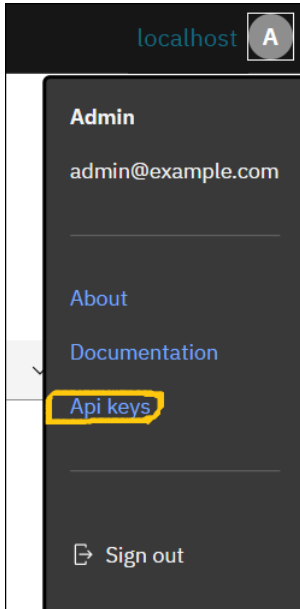 localhost A
Admin
admin@example.com
About
Documentation
Api keys
Sign out